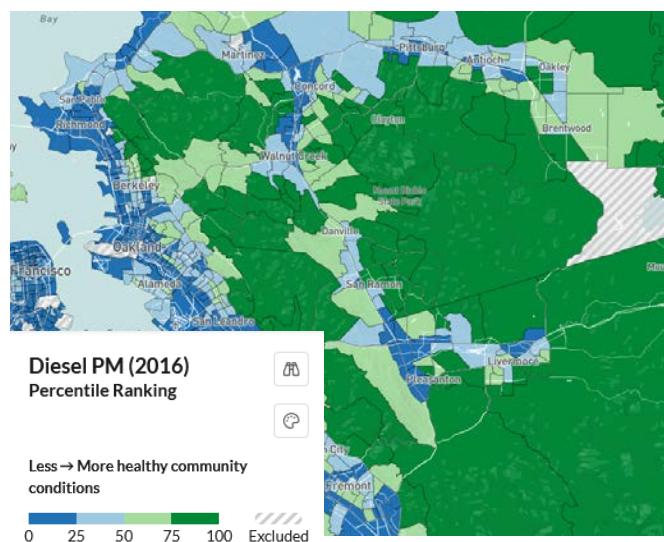 Bay
Martinez
Pittsburg
Antioch
Oakley
San Pablo
Concord
Richmond
Clayton
Brentwood
Walnut Creek
Berkeley
Mount Diablo
State Park
Danville
Oakland
Francisco
San Ramon
Alameda
San Leandro
Livermore
Pleasanton
Fremont
Diesel PM (2016)
Percentile Ranking
Less → More healthy community
conditions
0 25 50 75 100 Excluded